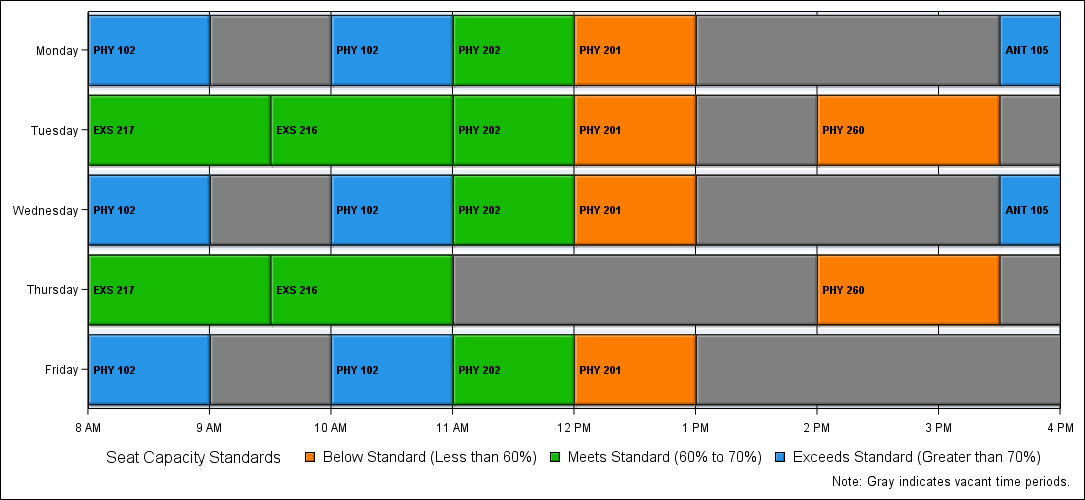 Monday PHY 102 PHY 102 PHY 202 PHY 201 ANT 105
Tuesday EXS 217 EXS 216 PHY 202 PHY 201 PHY 260
Wednesday PHY 102 PHY 102 PHY 202 PHY 201 ANT 105
Thursday EXS 217 EXS 216 PHY 260
Friday PHY 102 PHY 102 PHY 202 PHY 201
8 AM 9 AM 10 AM 11 AM 12 PM 1 PM 2 PM 3 PM 4 PM
Seat Capacity Standards Below Standard (Less than 60%) Meets Standard (60% to 70%) Exceeds Standard (Greater than 70%)
Note: Gray indicates vacant time periods.